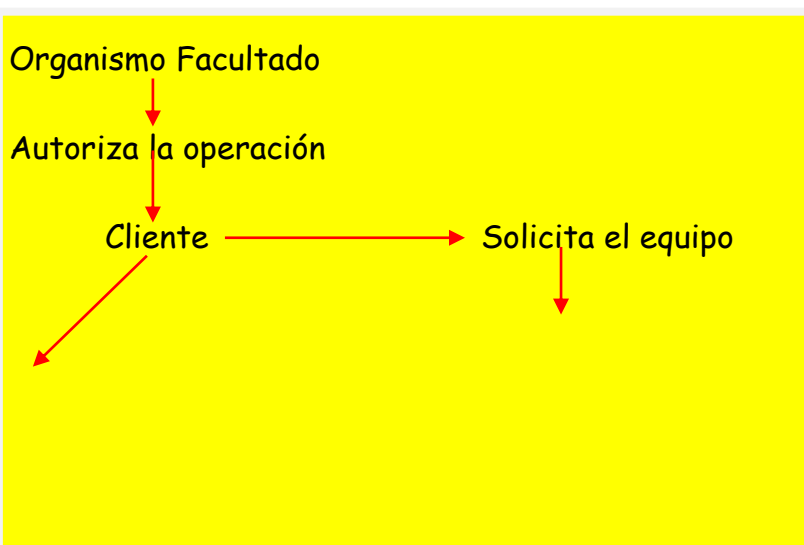 Organismo Facultado
Autoriza la operación
Cliente Solicita el equipo